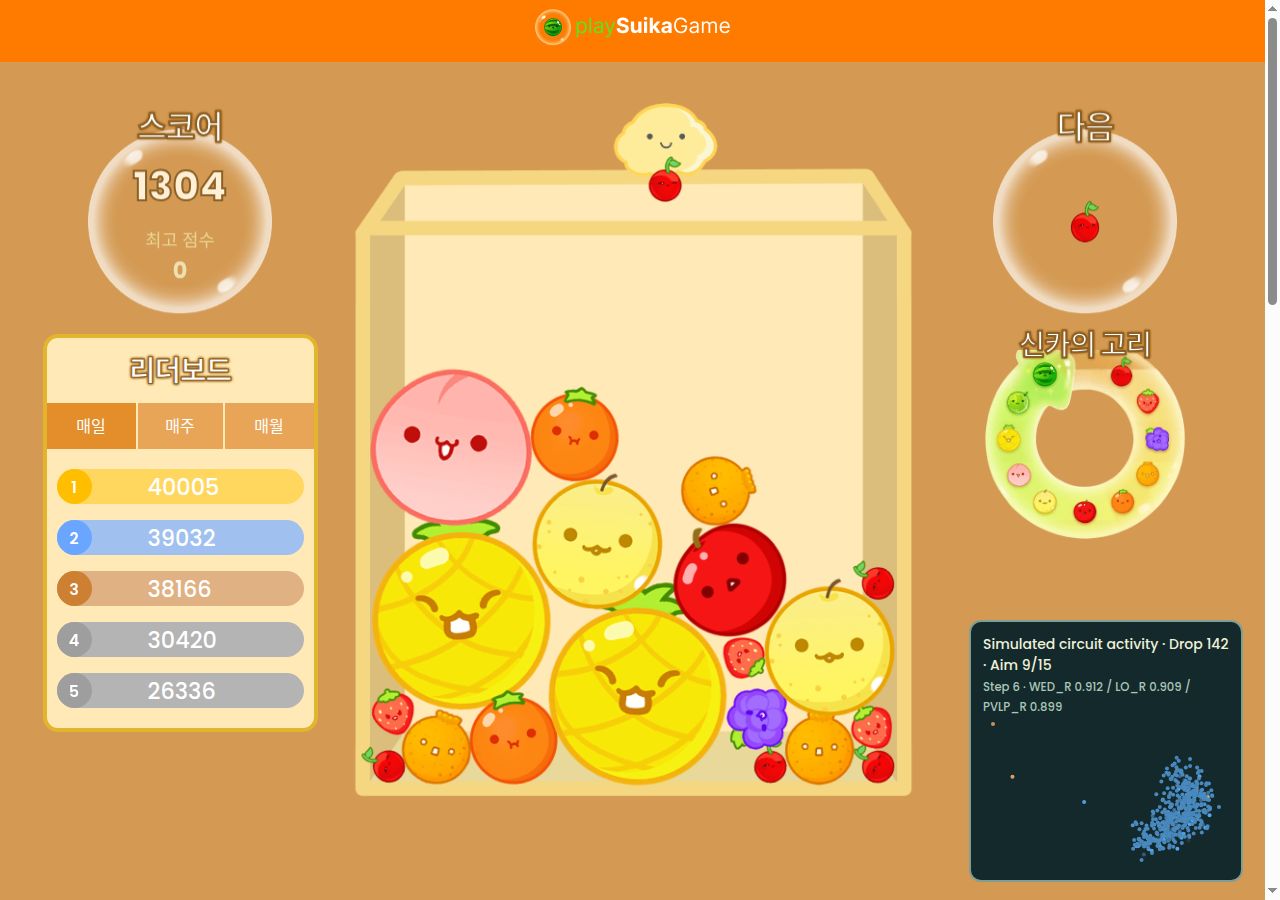 playSuikaGame
스코어
1304
최고 점수
0
다음
신카의 고리
리더보드
매일 매주 매월
1 40005
2 39032
3 38166
4 30420
5 26336
Simulated circuit activity · Drop 142
· Aim 9/15
Step 6 · WED_R 0.912 / LO_R 0.909 /
PVLP_R 0.899